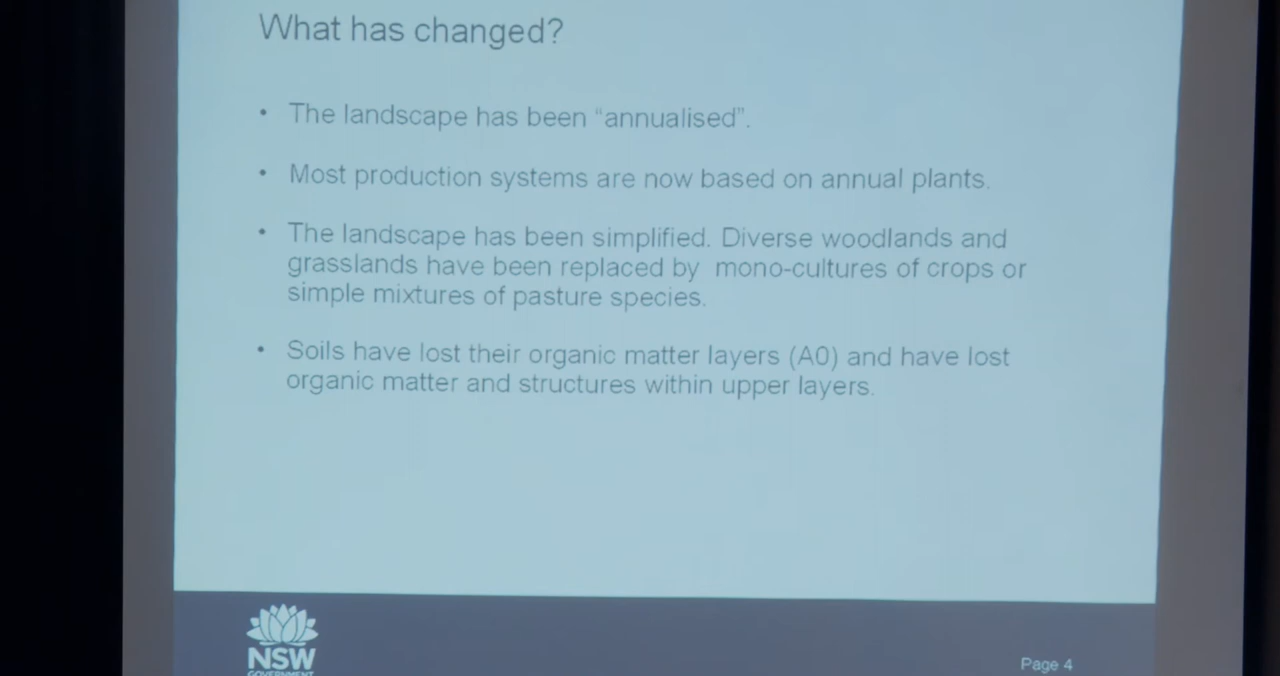 What has changed?
• The landscape has been “annualised”.
• Most production systems are now based on annual plants.
• The landscape has been simplified. Diverse woodlands and
grasslands have been replaced by mono-cultures of crops or
simple mixtures of pasture species.
• Soils have lost their organic matter layers (A0) and have lost
organic matter and structures within upper layers.
NSW
GOVERNMENT
Page 4